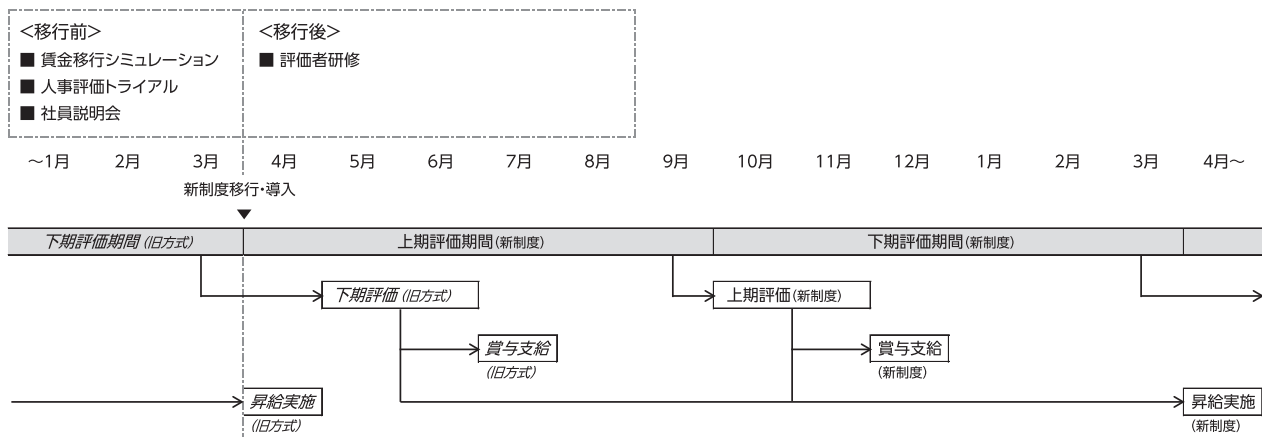 <移行前>
■ 賃金移行シミュレーション
■ 人事評価トライアル
■ 社員説明会
<移行後>
■ 評価者研修
～1月 2月 3月 4月 5月 6月 7月 8月 9月 10月 11月 12月 1月 2月 3月 4月～
新制度移行・導入
下期評価期間(旧方式) 上期評価期間(新制度) 下期評価期間(新制度)
下期評価(旧方式) 上期評価(新制度)
賞与支給 賞与支給
(旧方式) (新制度)
昇給実施 昇給実施
(旧方式) (新制度)